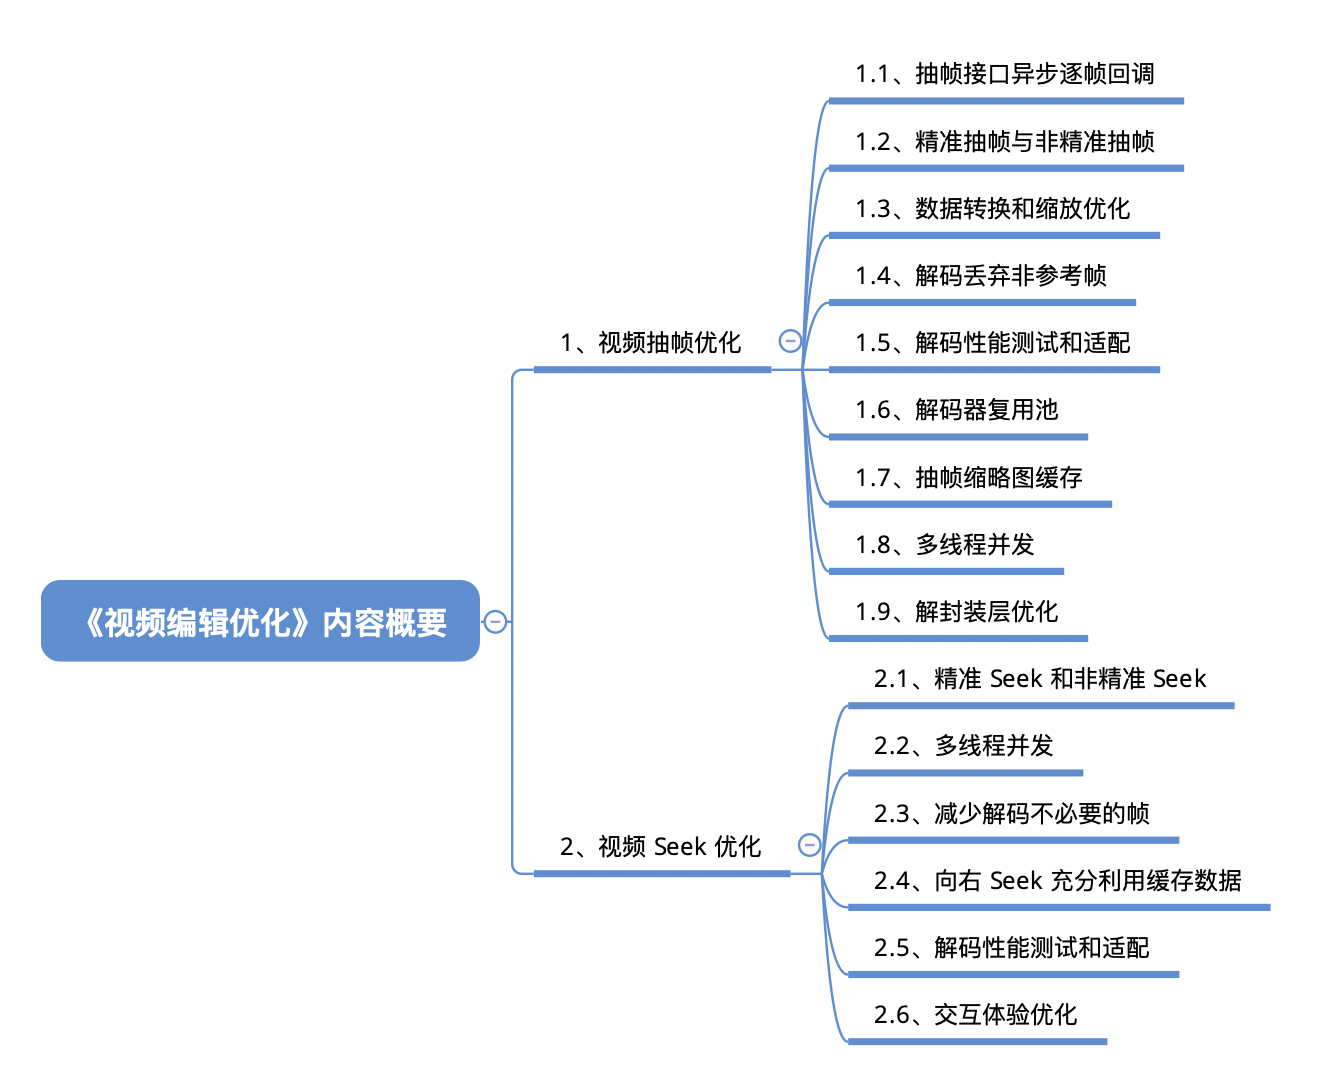 《视频编辑优化》内容概要
1、视频抽帧优化
1.1、抽帧接口异步逐帧回调
1.2、精准抽帧与非精准抽帧
1.3、数据转换和缩放优化
1.4、解码丢弃非参考帧
1.5、解码性能测试和适配
1.6、解码器复用池
1.7、抽帧缩略图缓存
1.8、多线程并发
1.9、解封装层优化
2、视频 Seek 优化
2.1、精准 Seek 和非精准 Seek
2.2、多线程并发
2.3、减少解码不必要的帧
2.4、向右 Seek 充分利用缓存数据
2.5、解码性能测试和适配
2.6、交互体验优化